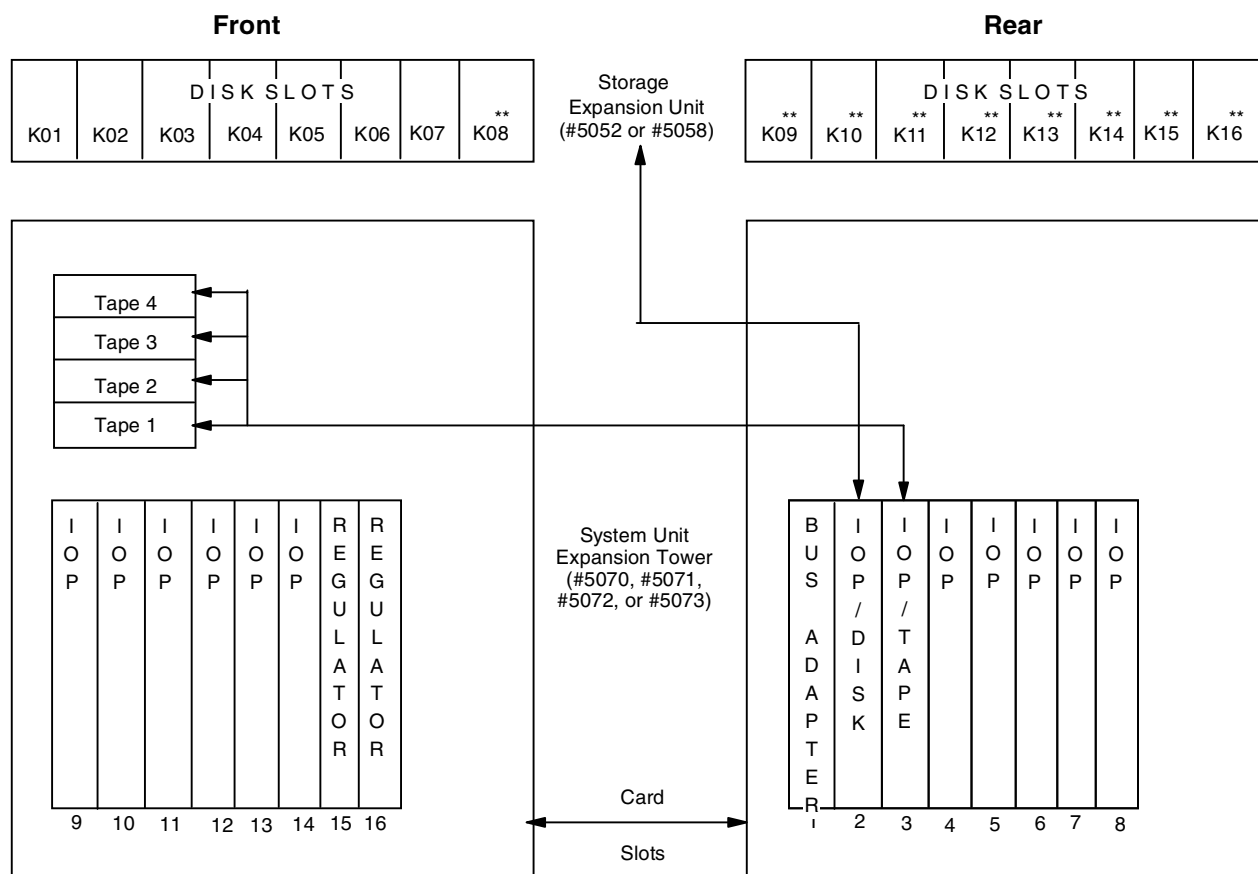 Front
Rear
DISK SLOTS
K01 K02 K03 K04 K05 K06 K07 K08**
Storage
Expansion Unit
(#5052 or #5058)
DISK SLOTS
K09** K10** K11** K12** K13** K14** K15** K16**
Tape 4
Tape 3
Tape 2
Tape 1
IOP IOP IOP IOP IOP IOP REGULATOR REGULATOR
9 10 11 12 13 14 15 16
System Unit
Expansion Tower
(#5070, #5071,
#5072, or #5073)
Card
Slots
BUS ADAPTER IOP/DISK IOP/TAPE IOP IOP IOP IOP IOP
1 2 3 4 5 6 7 8